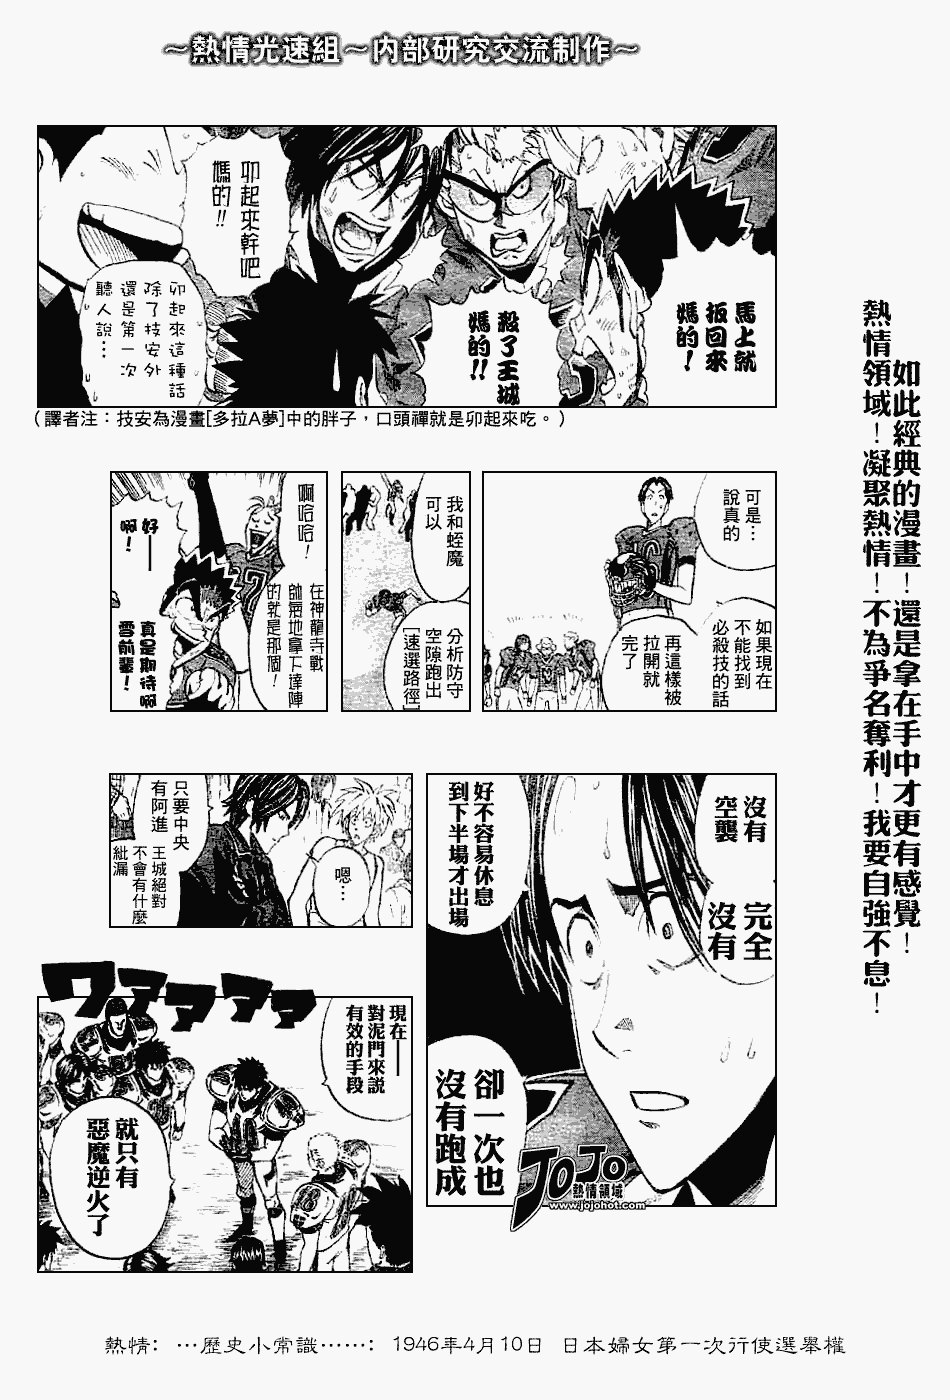 ～熱情光速組～内部研究交流制作～
馬上就
扳回來
媽的！
殺了王城
媽的!!
卯起來幹吧
媽的!!
卯起來這種話
除了技安外
還是第一次
聽人說…
（譯者注：技安為漫畫[多拉A夢]中的胖子，口頭禪就是卯起來吃。）
可是…
說真的
如果現在
不能找到
必殺技的話
再這樣被
拉開就
完了
我和蛭魔
可以
分析防守
空隙跑出
[速選路徑]
啊哈哈！
在神龍寺戰
帥氣地拿下達陣
的就是那個！
好——
啊！
真是期待啊
雪前輩！
沒有
空襲
完全
沒有
好不容易休息
到下半場才出場
卻一次也
沒有跑成
只要中央
有阿進
王城絕對
不會有什麼
紕漏
嗯…
ワァァァァ
現在——
對泥門來說
有效的手段
就只有
惡魔逆火了
JOJO
熱情領域
www.jojohot.com
如此經典的漫畫！還是拿在手中才更有感覺！
熱情領域！凝聚熱情！不為爭名奪利！我要自強不息！
熱情：…歷史小常識……：1946年4月10日 日本婦女第一次行使選舉權